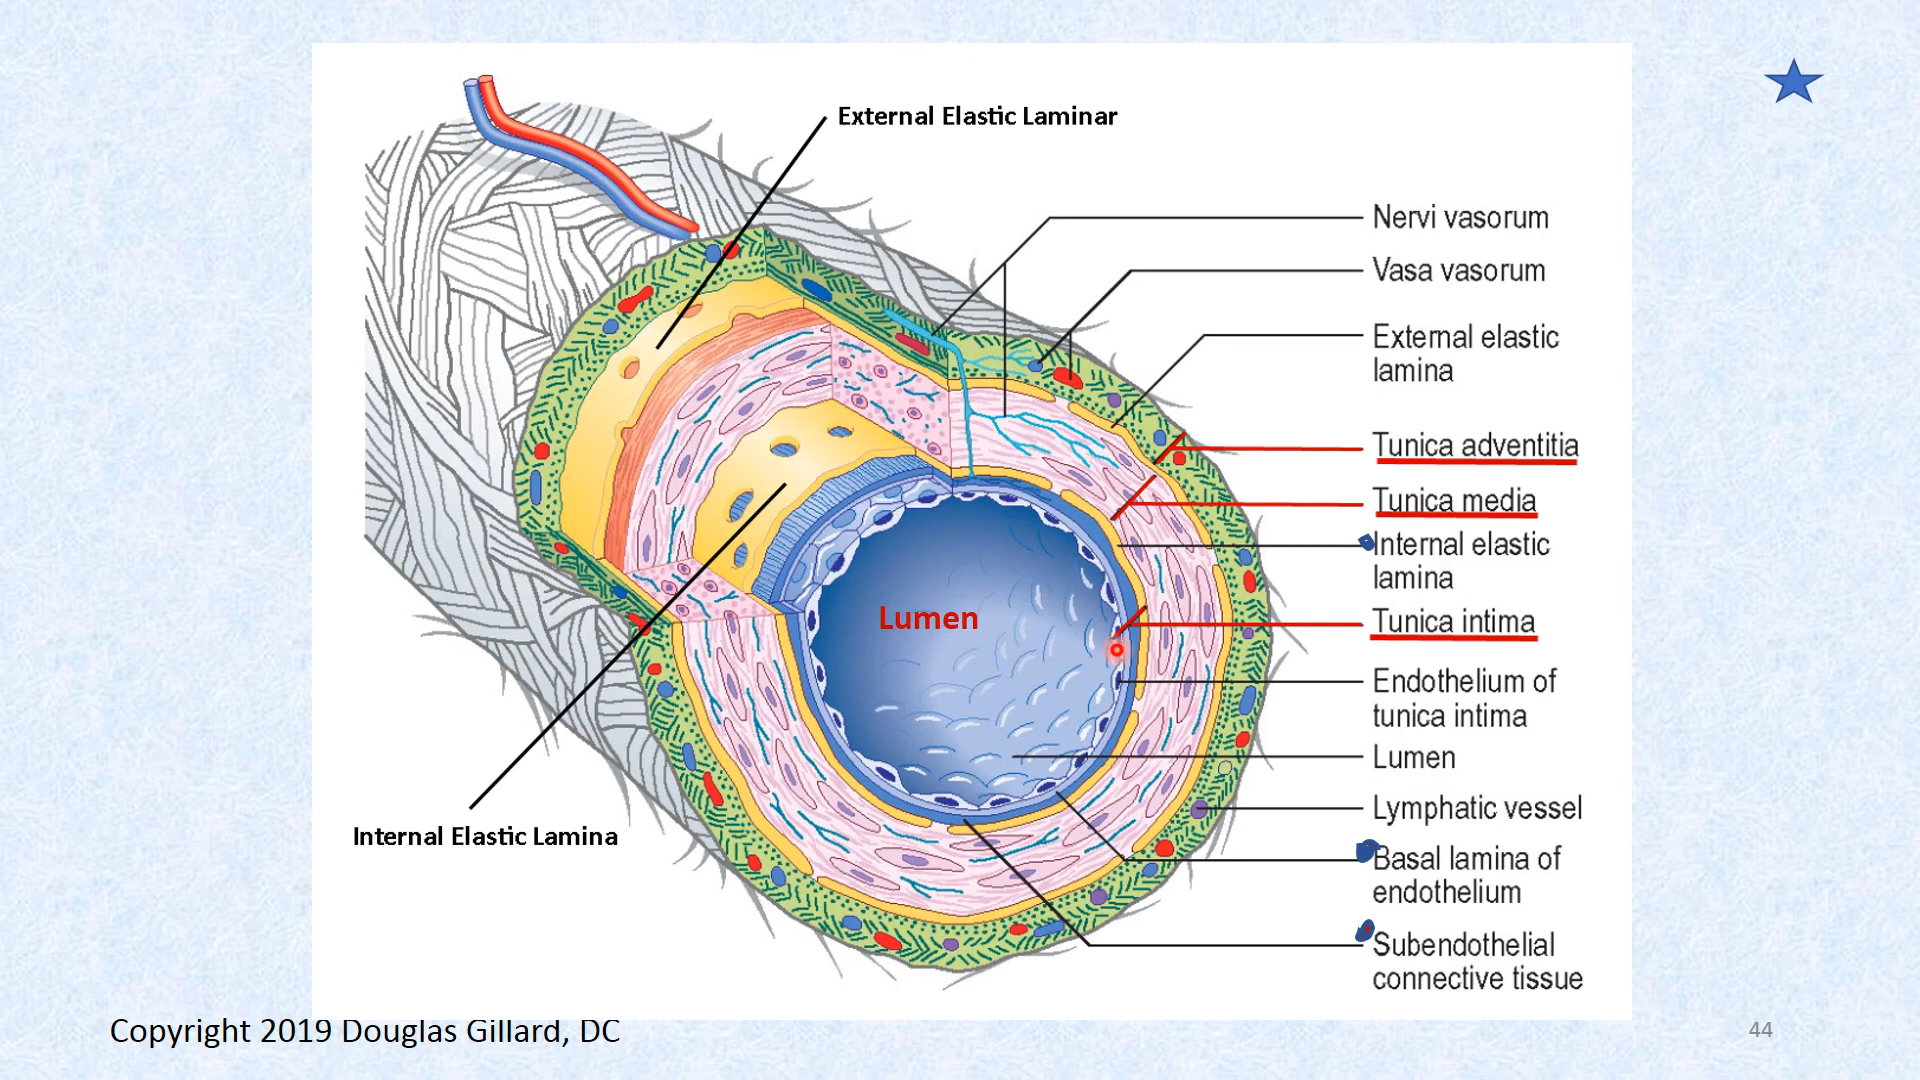 External Elastic Laminar
Nervi vasorum
Vasa vasorum
External elastic
lamina
Tunica adventitia
Tunica media
Internal elastic
lamina
Lumen
Tunica intima
Endothelium of
tunica intima
Lumen
Lymphatic vessel
Internal Elastic Lamina
Basal lamina of
endothelium
Subendothelial
connective tissue
Copyright 2019 Douglas Gillard, DC
44